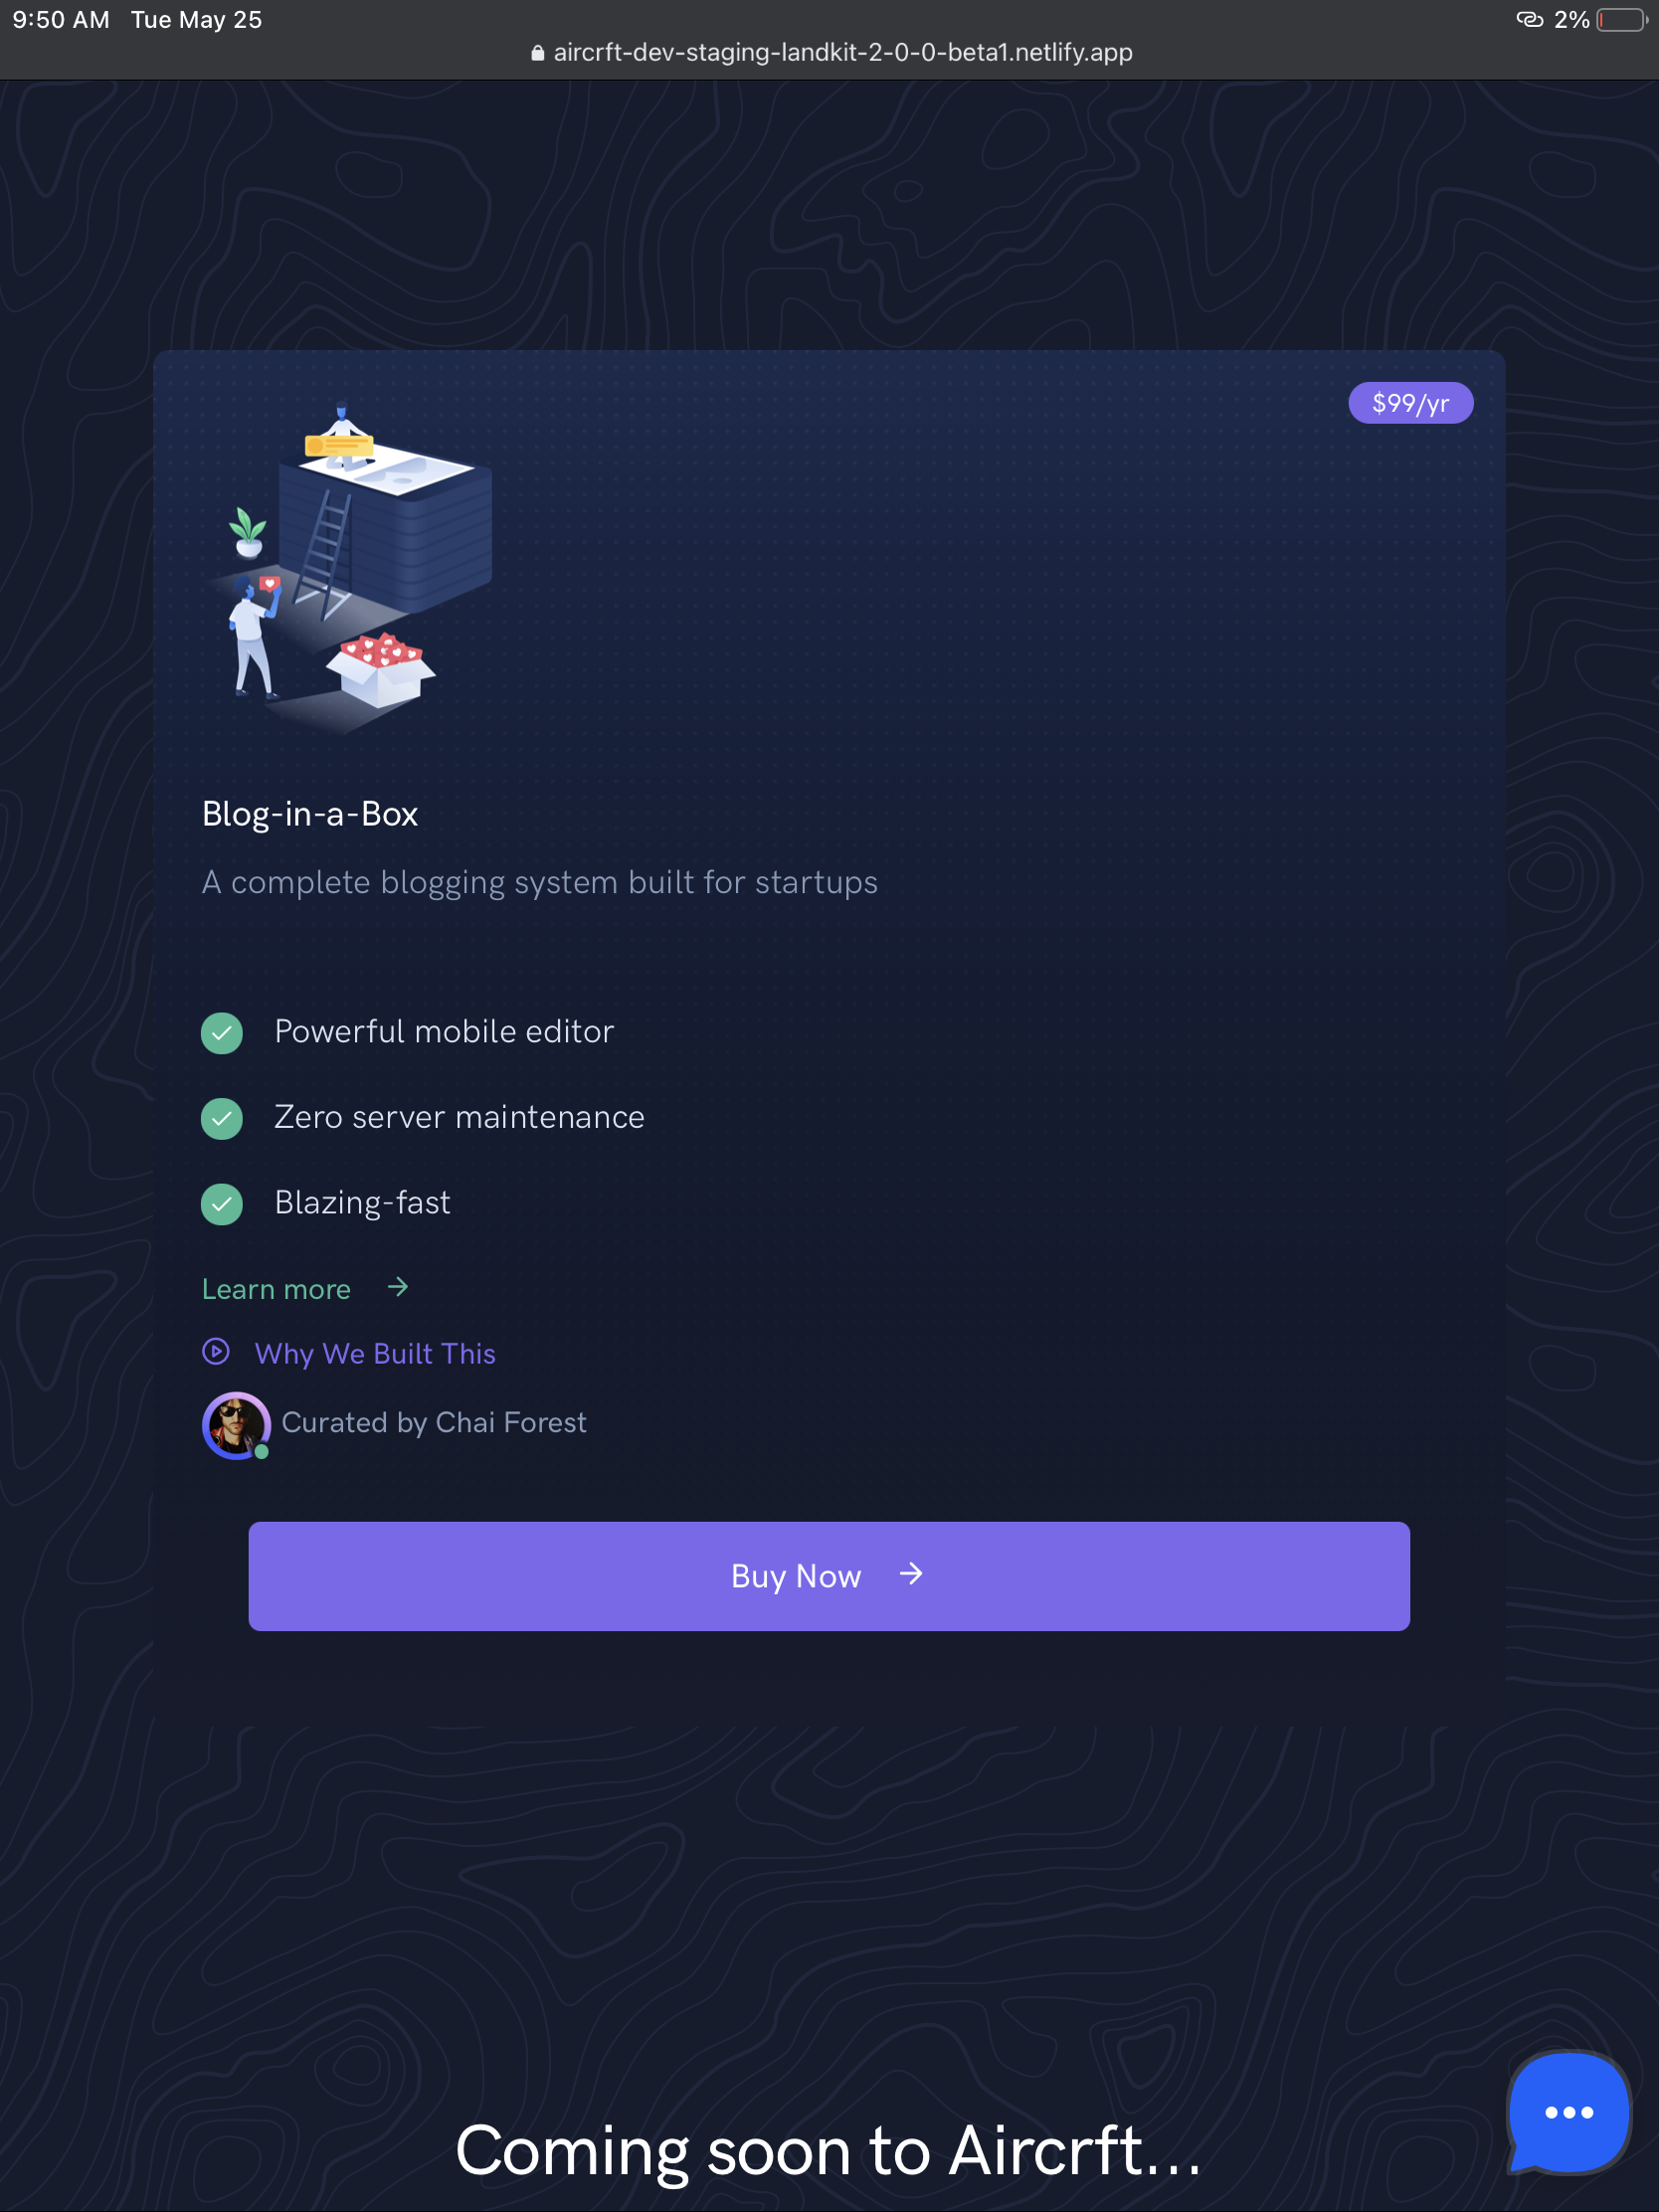 9:50 AM Tue May 25
2%
aircrft-dev-staging-landkit-2-0-0-beta1.netlify.app
$99/yr
Blog-in-a-Box
A complete blogging system built for startups
Powerful mobile editor
Zero server maintenance
Blazing-fast
Learn more
Why We Built This
Curated by Chai Forest
Buy Now
Coming soon to Aircrft...